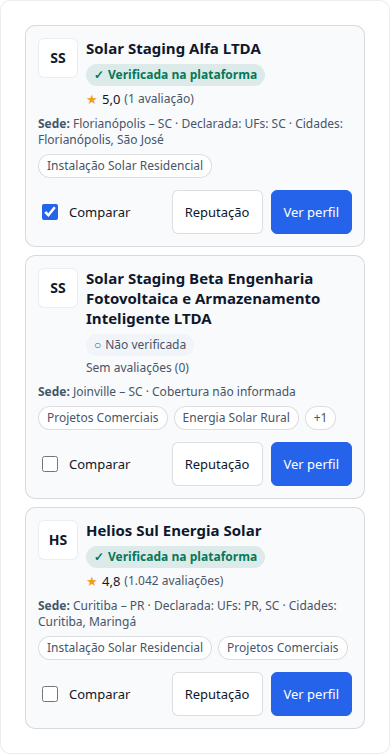 SS
Solar Staging Alfa LTDA
✓ Verificada na plataforma
★ 5,0 (1 avaliação)
Sede: Florianópolis – SC · Declarada: UFs: SC · Cidades:
Florianópolis, São José
Instalação Solar Residencial
Comparar
Reputação
Ver perfil
SS
Solar Staging Beta Engenharia
Fotovoltaica e Armazenamento
Inteligente LTDA
○ Não verificada
Sem avaliações (0)
Sede: Joinville – SC · Cobertura não informada
Projetos Comerciais
Energia Solar Rural
+1
Comparar
Reputação
Ver perfil
HS
Helios Sul Energia Solar
✓ Verificada na plataforma
★ 4,8 (1.042 avaliações)
Sede: Curitiba – PR · Declarada: UFs: PR, SC · Cidades:
Curitiba, Maringá
Instalação Solar Residencial
Projetos Comerciais
Comparar
Reputação
Ver perfil